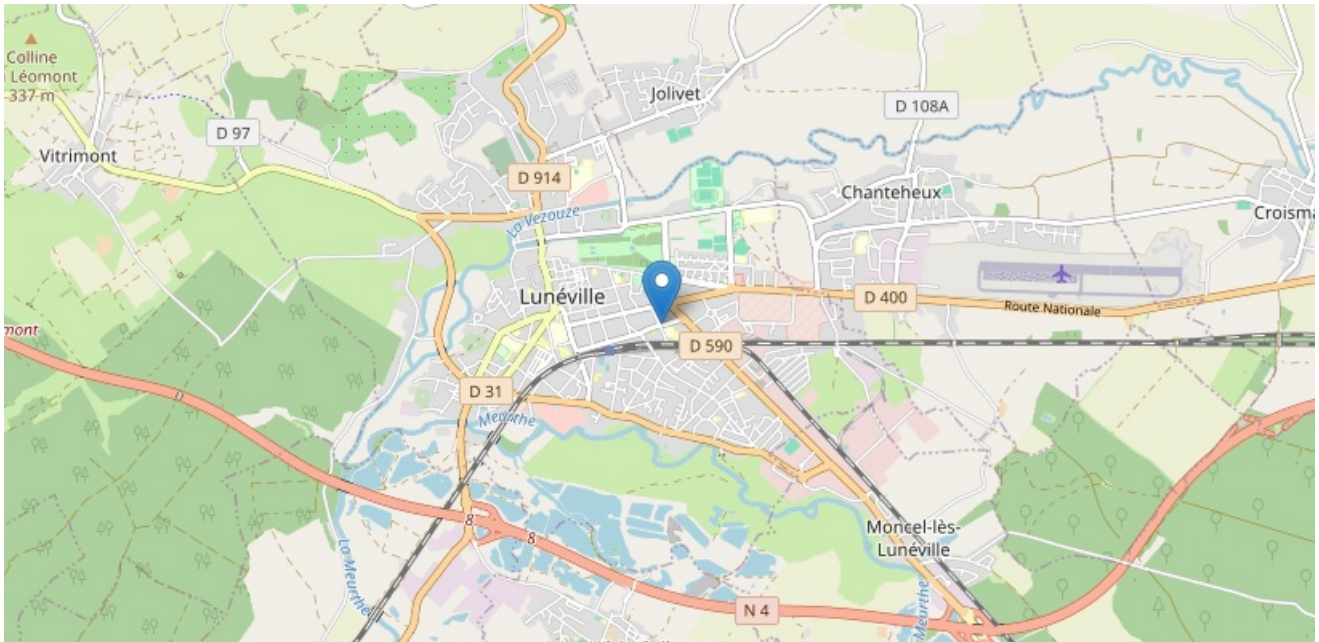 Colline
Léomont
337 m
Vitrimont
D 97
D 914
Jolivet
D 108A
La Vezouze
Chanteheux
Croisma
Lunéville
D 400
Route Nationale
mont
D 590
D 31
Meurthe
8
8
Moncel-lès-
Lunéville
La Meurthe
N 4
Meurthe